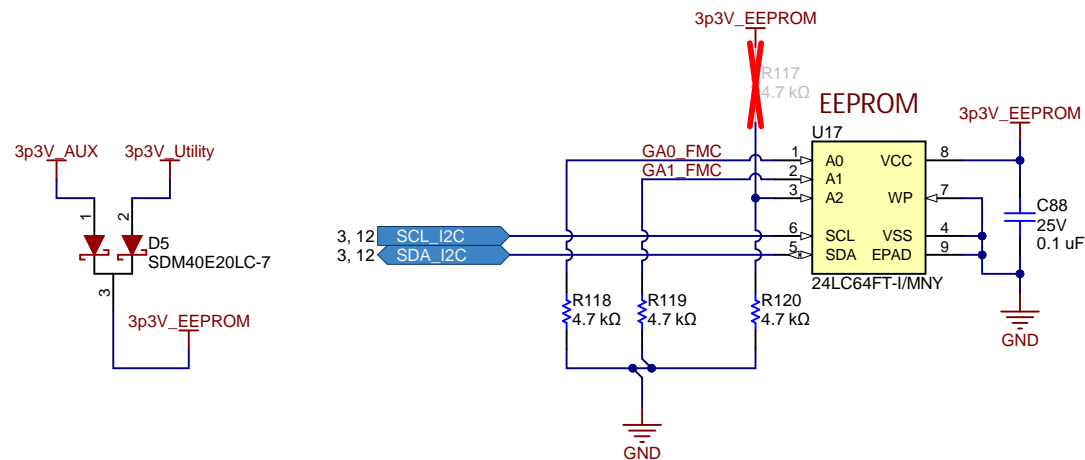 3p3V_EEPROM
R117
4.7 kΩ
EEPROM
3p3V_EEPROM
U17
3p3V_AUX
3p3V_Utility
GA0_FMC
1
A0
VCC
8
GA1_FMC
2
A1
3
A2
WP
7
C88
25V
0.1 uF
1
2
D5
SDM40E20LC-7
3, 12
SCL_I2C
6
SCL
VSS
4
3, 12
SDA_I2C
5
SDA
EPAD
9
24LC64FT-I/MNY
3
R118
4.7 kΩ
R119
4.7 kΩ
R120
4.7 kΩ
3p3V_EEPROM
GND
GND